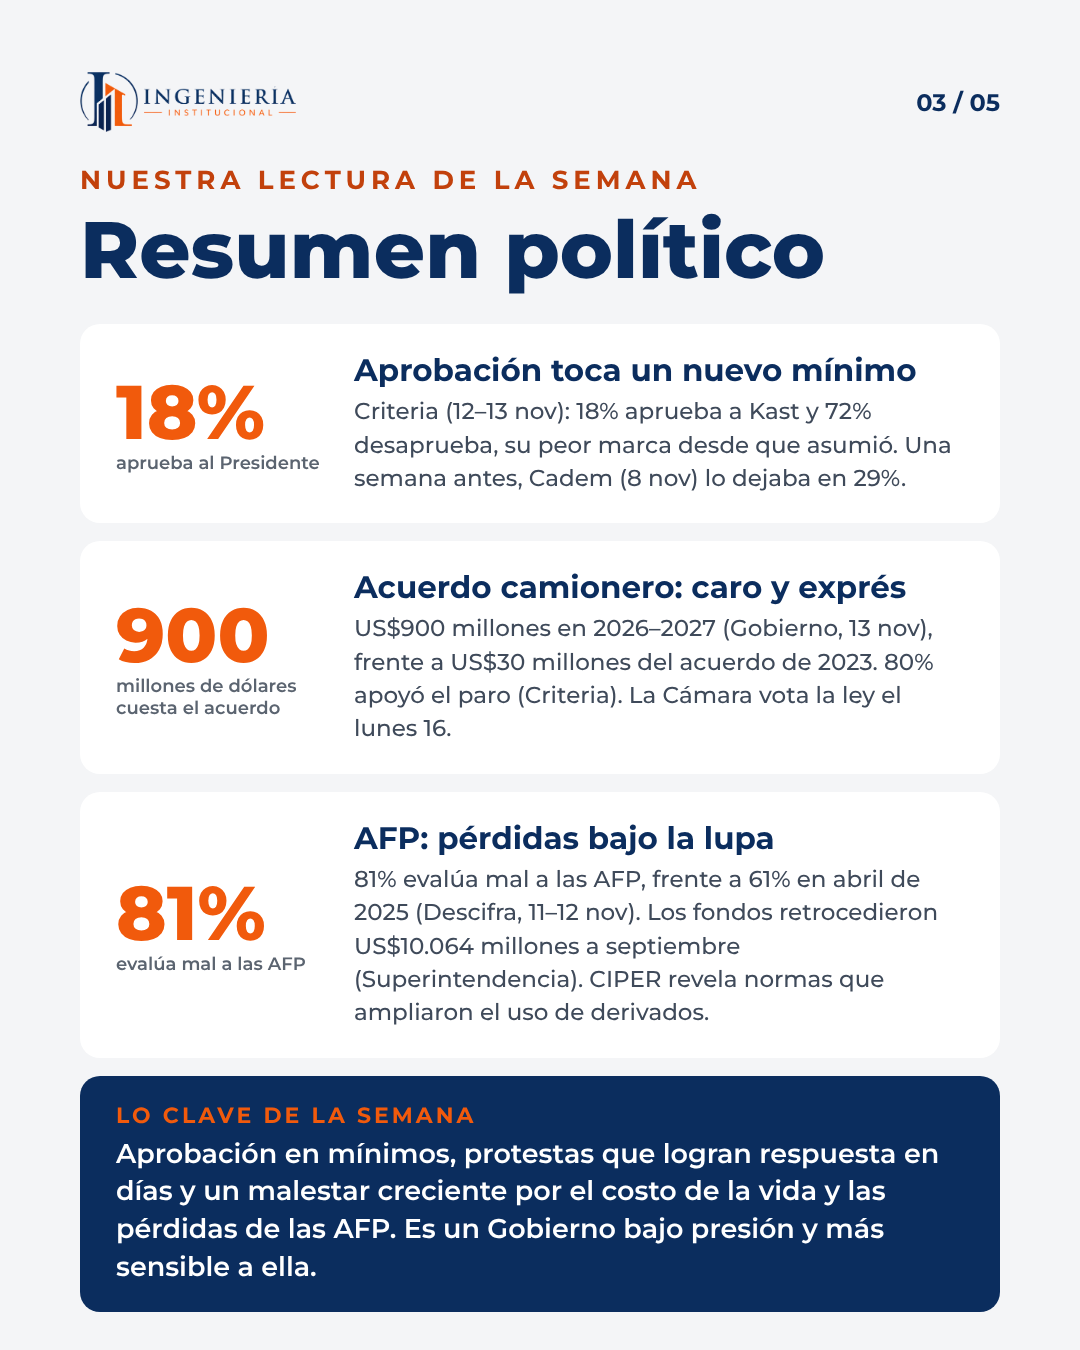 INGENIERIA
INSTITUCIONAL
03 / 05
NUESTRA LECTURA DE LA SEMANA
Resumen político
18%
aprueba al Presidente
Aprobación toca un nuevo mínimo
Criteria (12–13 nov): 18% aprueba a Kast y 72%
desaprueba, su peor marca desde que asumió. Una
semana antes, Cadem (8 nov) lo dejaba en 29%.
900
millones de dólares
cuesta el acuerdo
Acuerdo camionero: caro y exprés
US$900 millones en 2026–2027 (Gobierno, 13 nov),
frente a US$30 millones del acuerdo de 2023. 80%
apoyó el paro (Criteria). La Cámara vota la ley el
lunes 16.
81%
evalúa mal a las AFP
AFP: pérdidas bajo la lupa
81% evalúa mal a las AFP, frente a 61% en abril de
2025 (Descifra, 11–12 nov). Los fondos retrocedieron
US$10.064 millones a septiembre
(Superintendencia). CIPER revela normas que
ampliaron el uso de derivados.
LO CLAVE DE LA SEMANA
Aprobación en mínimos, protestas que logran respuesta en
días y un malestar creciente por el costo de la vida y las
pérdidas de las AFP. Es un Gobierno bajo presión y más
sensible a ella.